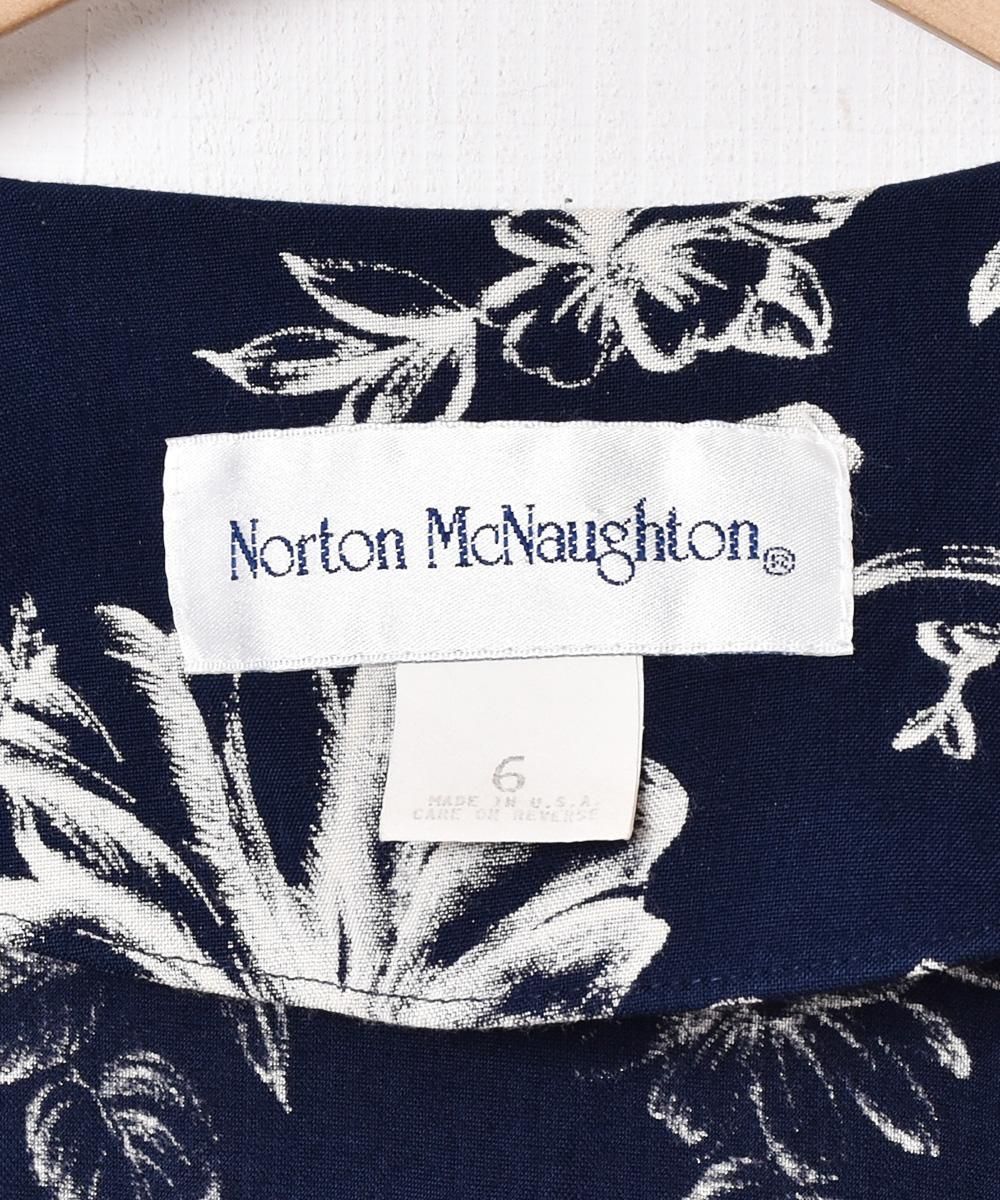 Norton McNaughton®
6
MADE IN U.S.A.
CARE ON REVERSE